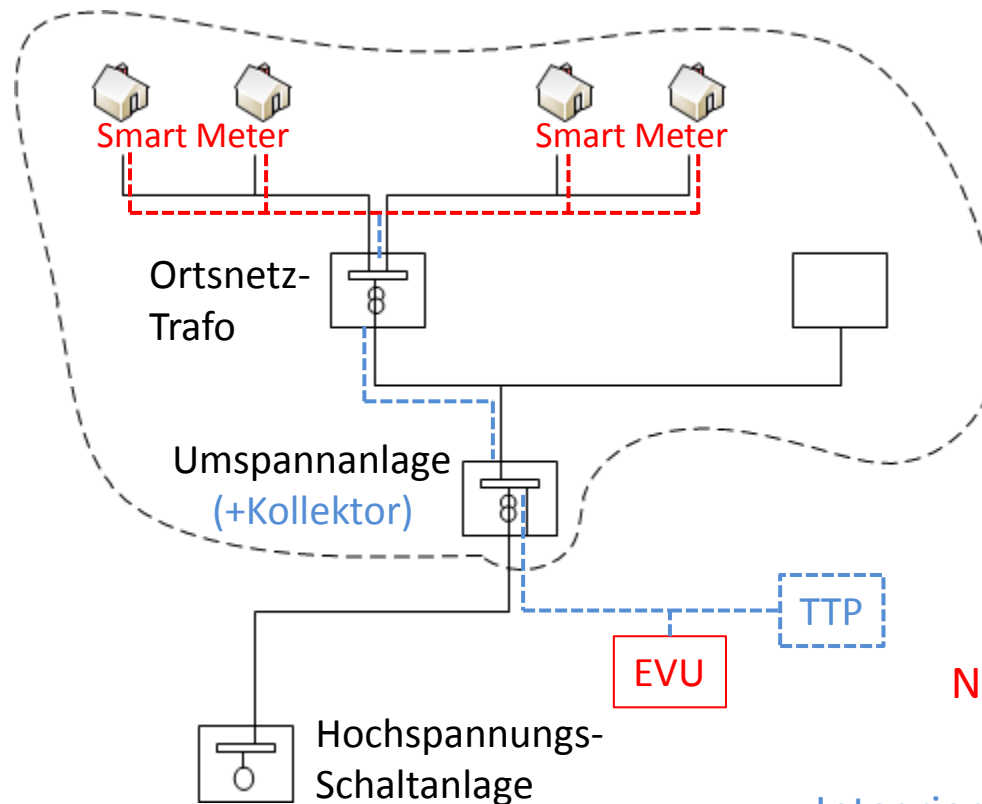 Smart Meter
Smart Meter
Ortsnetz-
Trafo
Umspannanlage
(+Kollektor)
TTP
EVU
N
Hochspannungs-
Schaltanlage